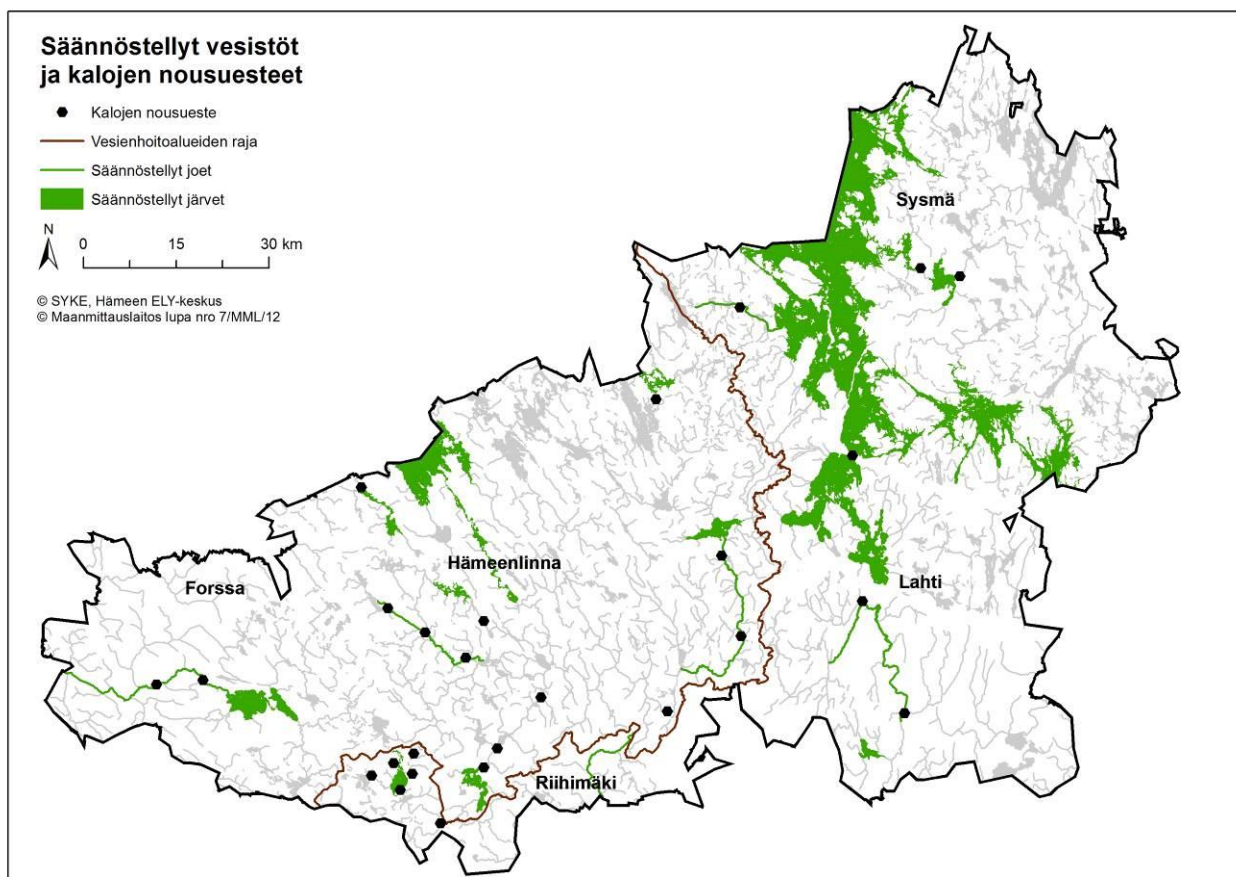 Säännöstellyt vesistöt
ja kalojen nousuesteet
Kalojen nousueste
Vesienhoitoalueiden raja
Säännöstellyt joet
Säännöstellyt järvet
N
0 15 30 km
© SYKE, Hämeen ELY-keskus
© Maanmittauslaitos lupa nro 7/MML/12
Sysmä
Hämeenlinna
Forssa
Lahti
Riihimäki